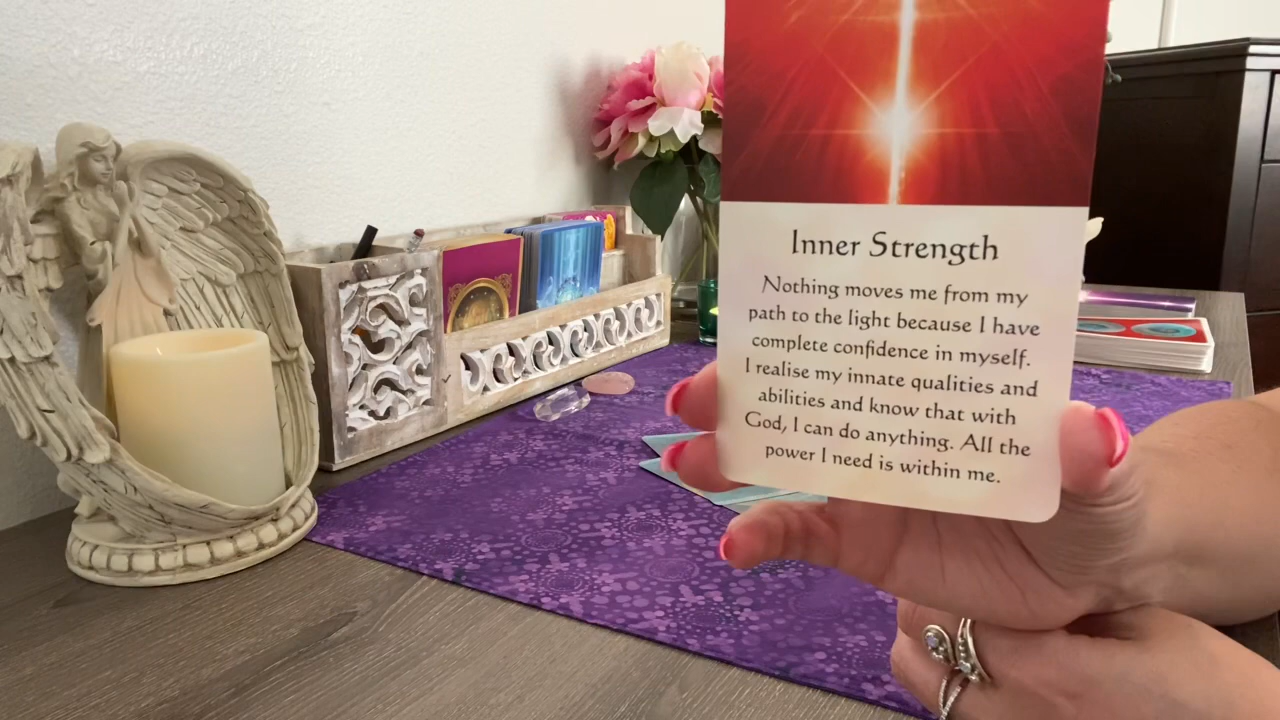 Inner Strength
Nothing moves me from my
path to the light because I have
complete confidence in myself.
I realise my innate qualities and
abilities and know that with
God, I can do anything. All the
power I need is within me.